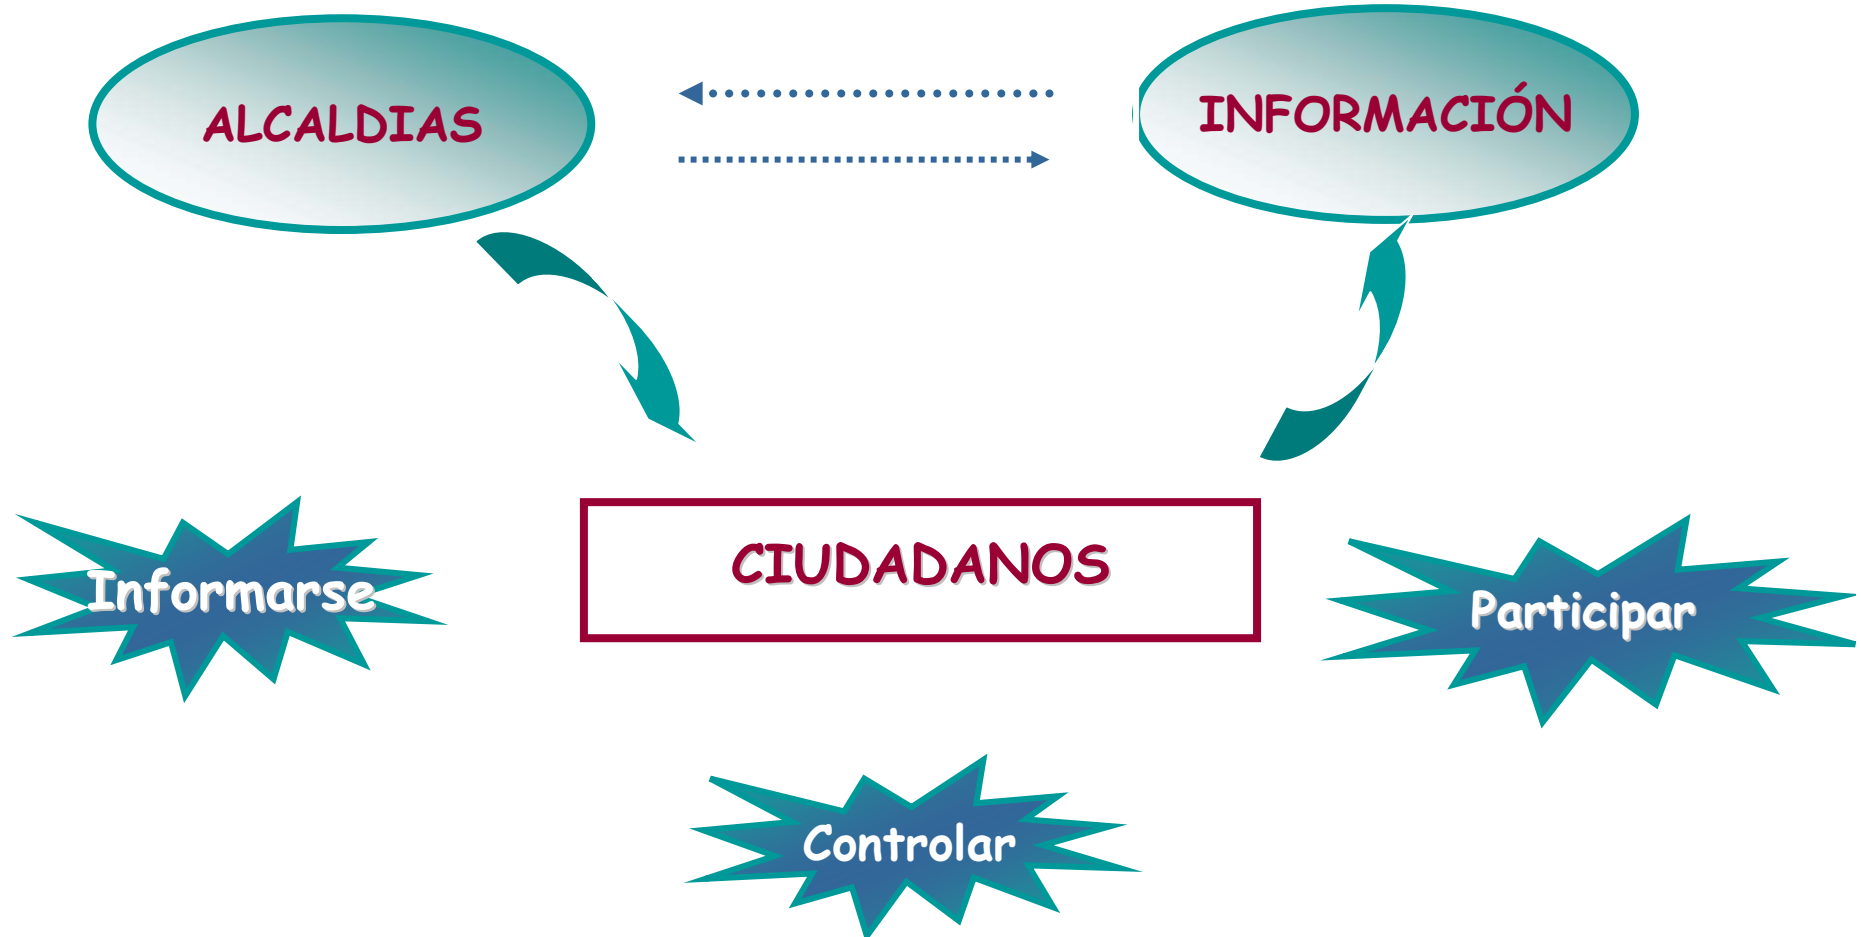 ALCALDIAS
INFORMACIÓN
CIUDADANOS
Informarse
Participar
Controlar